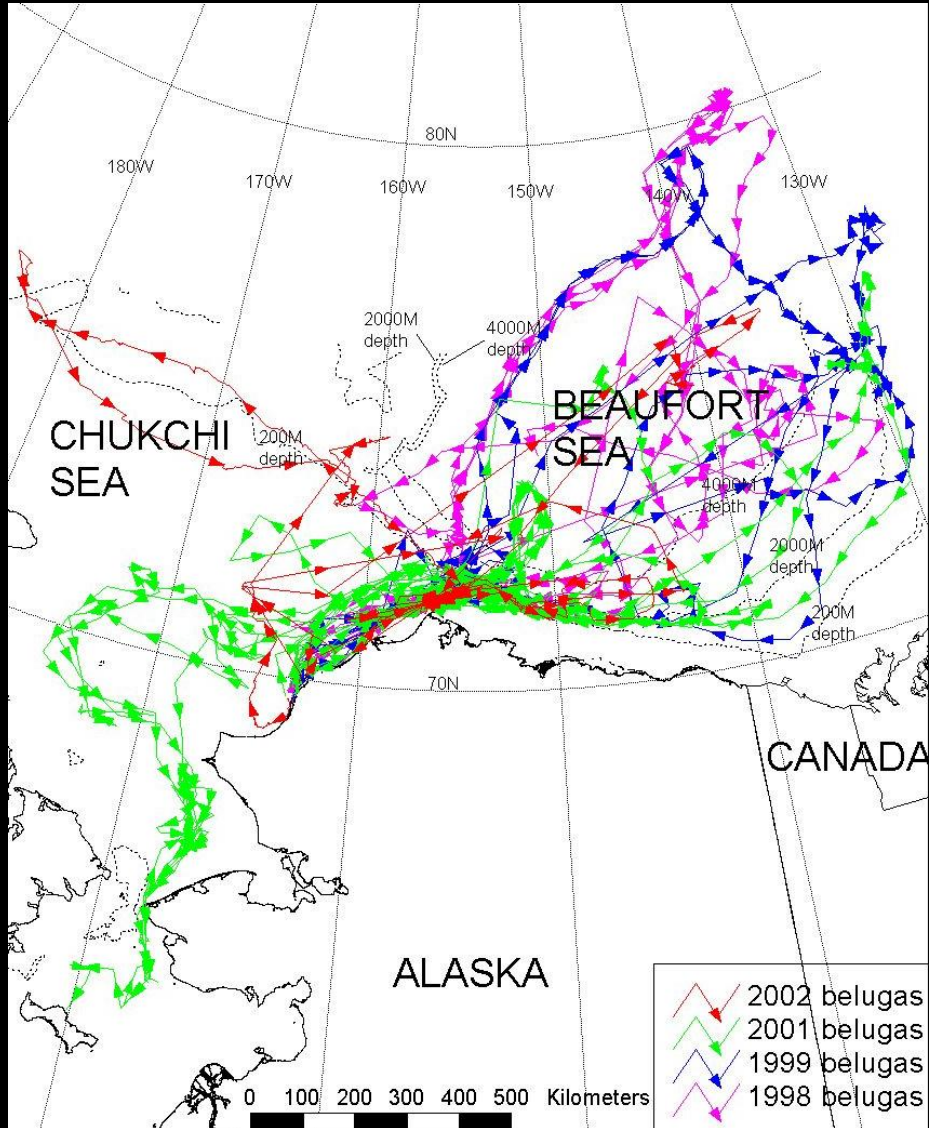 80N
180W
170W
160W
150W
140W
130W
2000M
depth
4000M
depth
BEAUFORT
SEA
CHUKCHI
SEA
200M
depth
4000M
depth
2000M
depth
200M
depth
70N
CANADA
ALASKA
2002 belugas
2001 belugas
1999 belugas
1998 belugas
0 100 200 300 400 500 Kilometers